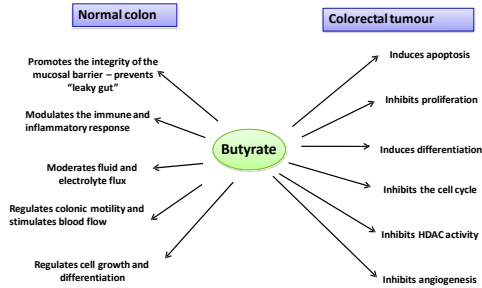 Normal colon
Colorectal tumour
Promotes the integrity of the
mucosal barrier – prevents
“leaky gut”
Modulates the immune and
inflammatory response
Moderates fluid and
electrolyte flux
Regulates colonic motility and
stimulates blood flow
Regulates cell growth and
differentiation
Butyrate
Induces apoptosis
Inhibits proliferation
Induces differentiation
Inhibits the cell cycle
Inhibits HDAC activity
Inhibits angiogenesis